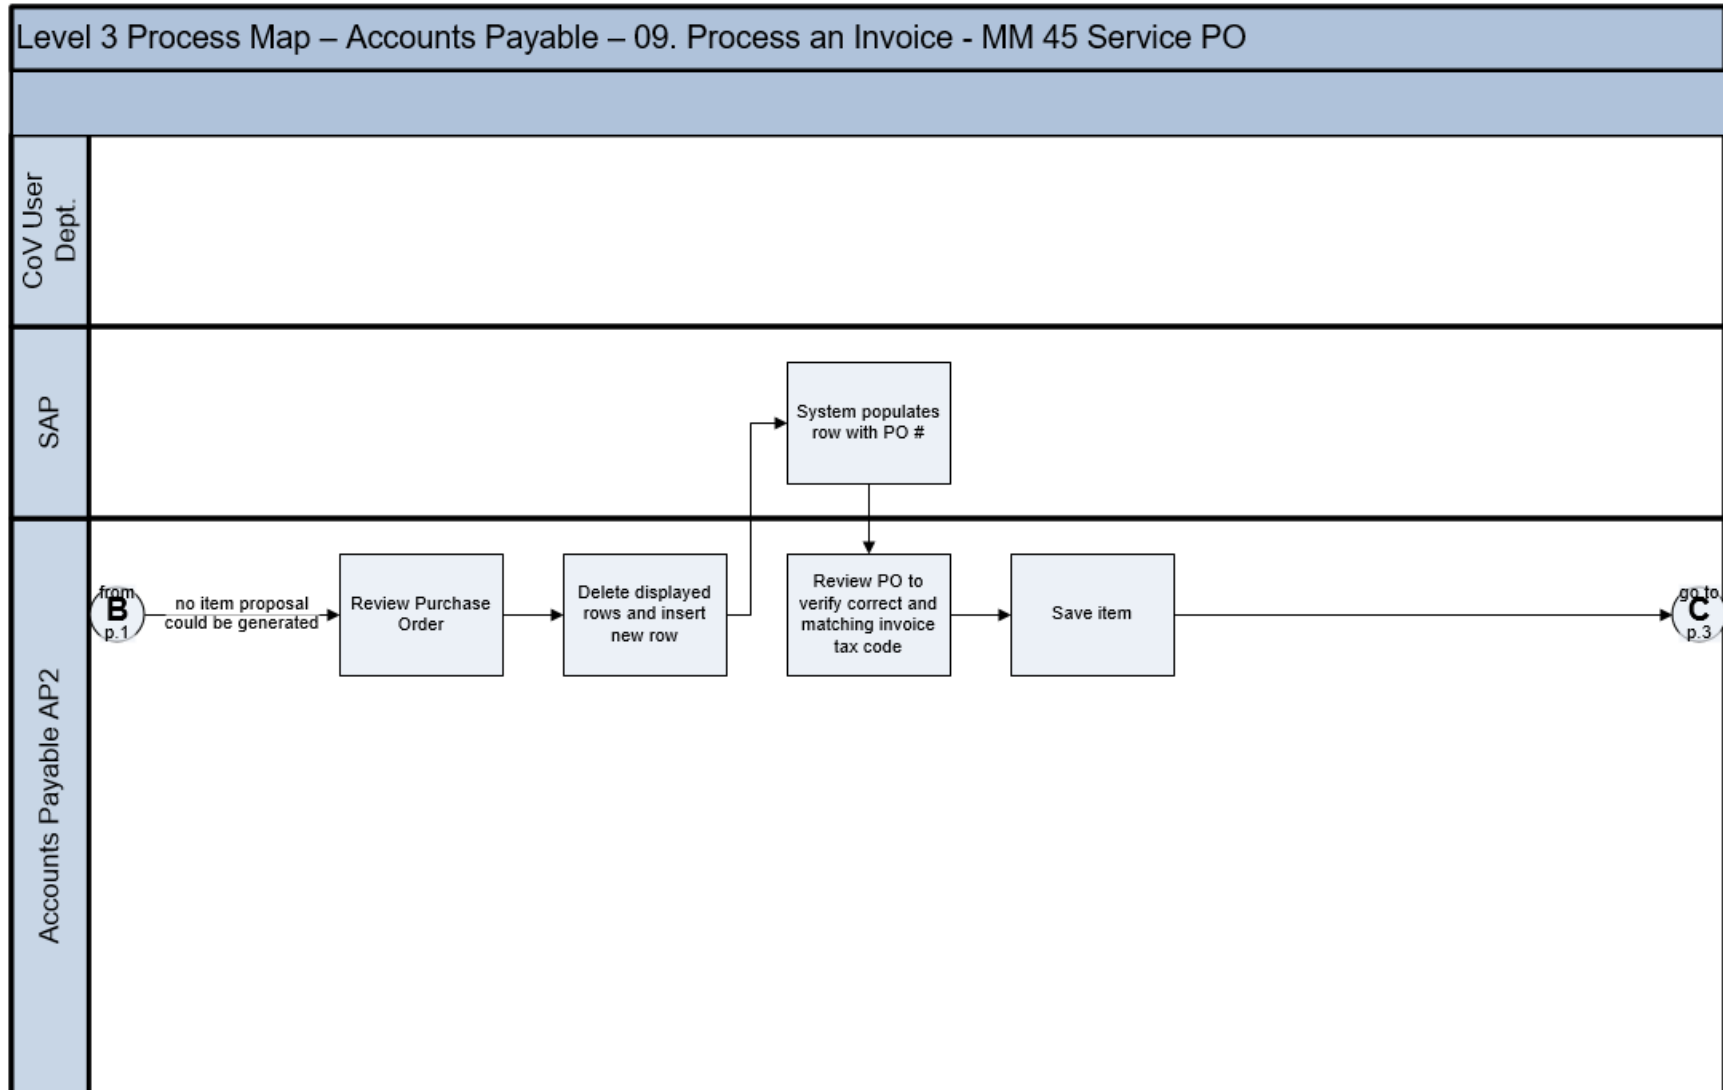 Level 3 Process Map – Accounts Payable – 09. Process an Invoice - MM 45 Service PO
CoV User
Dept.
SAP
System populates
row with PO #
Accounts Payable AP2
from
B
p.1
no item proposal
could be generated
Review Purchase
Order
Delete displayed
rows and insert
new row
Review PO to
verify correct and
matching invoice
tax code
Save item
go to
C
p.3